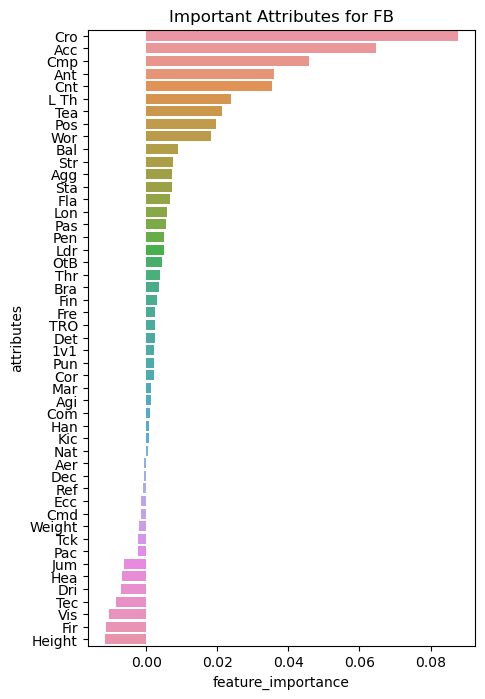 Important Attributes for FB
Cro
Acc
Cmp
Ant
Cnt
L Th
Tea
Pos
Wor
Bal
Str
Agg
Sta
Fla
Lon
Pas
Pen
Ldr
OtB
Thr
Bra
Fin
Fre
TRO
Det
1v1
Pun
Cor
Mar
Agi
Com
Han
Kic
Nat
Aer
Dec
Ref
Ecc
Cmd
Weight
Tck
Pac
Jum
Hea
Dri
Tec
Vis
Fir
Height
attributes
0.00 0.02 0.04 0.06 0.08
feature_importance